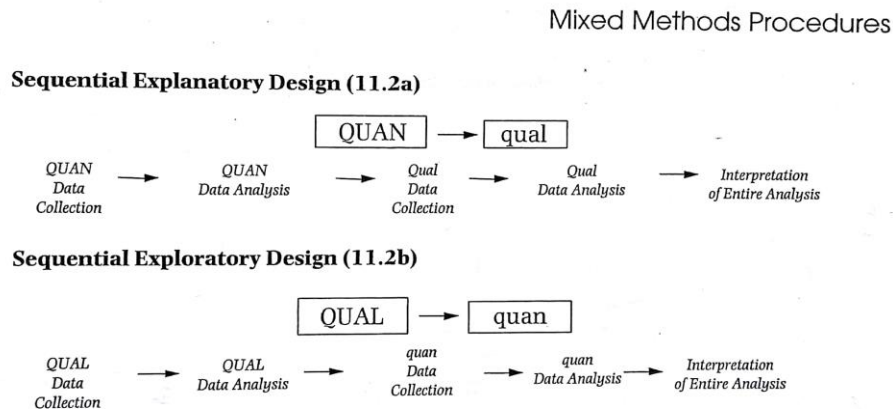 Mixed Methods Procedures
Sequential Explanatory Design (11.2a)
QUAN
qual
QUAN
Data
Collection
QUAN
Data Analysis
Qual
Data
Collection
Qual
Data Analysis
Interpretation
of Entire Analysis
Sequential Exploratory Design (11.2b)
QUAL
quan
QUAL
Data
Collection
QUAL
Data Analysis
quan
Data
Collection
quan
Data Analysis
Interpretation
of Entire Analysis